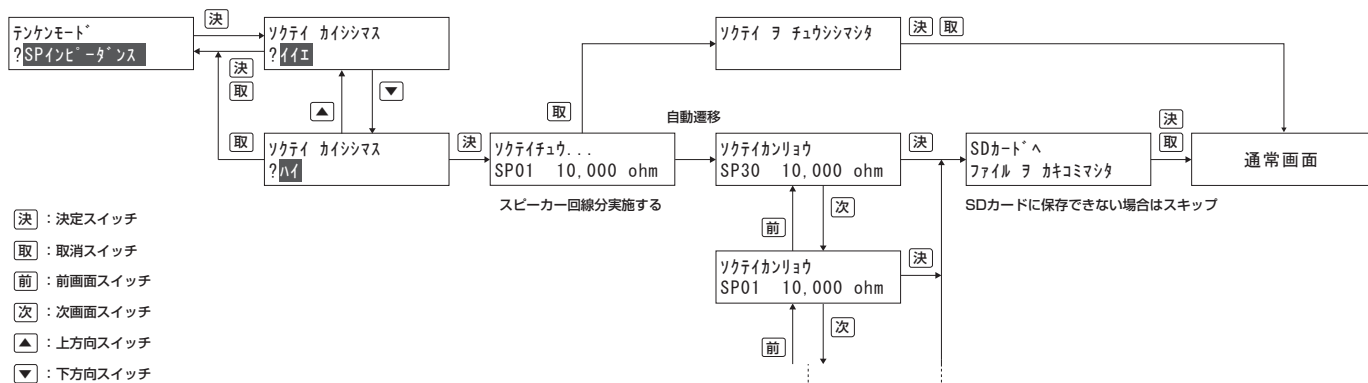 テンケンモード
?SPインピーダンス
決
ソクテイ カイシシマス
?イイエ
決
取
▲
▼
取
ソクテイ カイシシマス
?ハイ
決
ソクテイチュウ...
SP01 10,000 ohm
スピーカー回線分実施する
取
ソクテイ ヲ チュウシシマシタ
決 取
自動遷移
ソクテイカンリョウ
SP30 10,000 ohm
決
前
次
ソクテイカンリョウ
SP01 10,000 ohm
決
前
次
SDカードヘ
ファイル ヲ カキコミマシタ
SDカードに保存できない場合はスキップ
決
取
通常画面
決：決定スイッチ
取：取消スイッチ
前：前画面スイッチ
次：次画面スイッチ
▲：上方向スイッチ
▼：下方向スイッチ